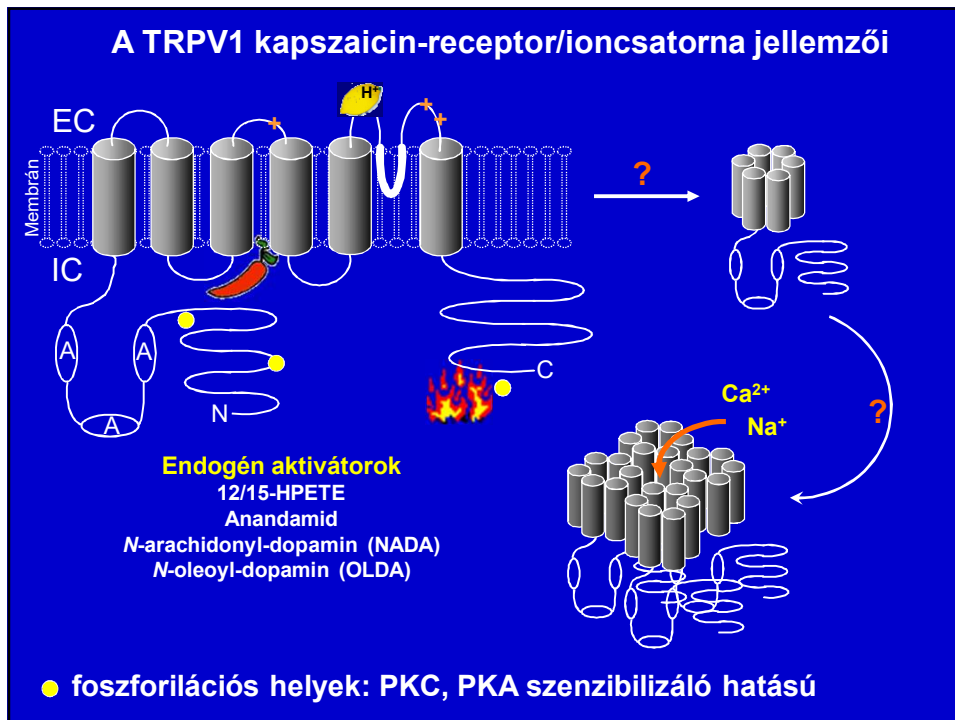 A TRPV1 kapszaicin-receptor/ioncsatorna jellemzői
H⁺
+
+
+
EC
Membrán
IC
?
A
A
A
N
C
Ca²⁺
Na⁺
?
Endogén aktivátorok
12/15-HPETE
Anandamid
N-arachidonyl-dopamin (NADA)
N-oleoyl-dopamin (OLDA)
foszforilációs helyek: PKC, PKA szenzibilizáló hatású